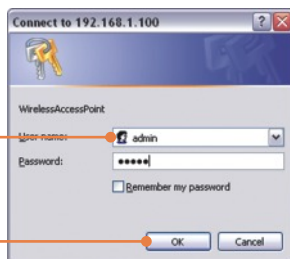 Connect to 192.168.1.100
WirelessAccessPoint
User name: admin
Password: •••••
Remember my password
OK Cancel